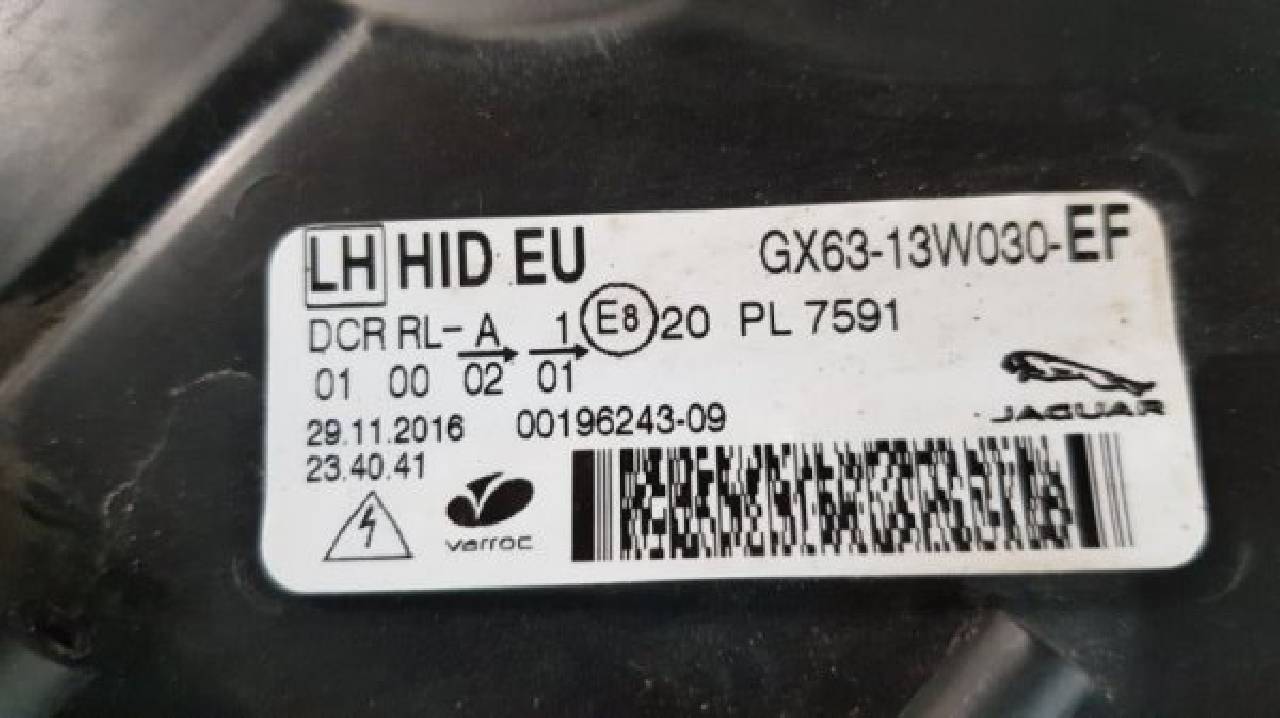 LH HID EU GX63-13W030-EF
DCR RL- A 1 E8 20 PL 7591
01 00 02 01
29.11.2016 00196243-09
23.40.41
JAGUAR
varroc